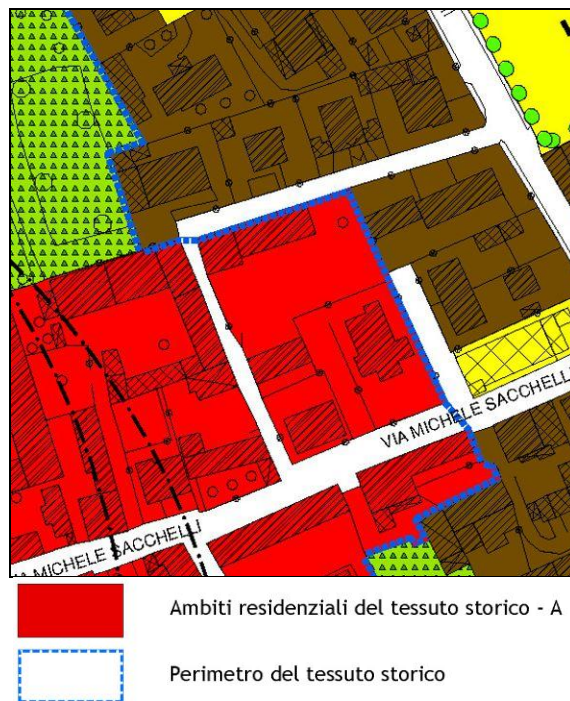 VIA MICHELE SACCHELLI
VIA MICHELE SACCHELLI
Ambiti residenziali del tessuto storico - A
Perimetro del tessuto storico